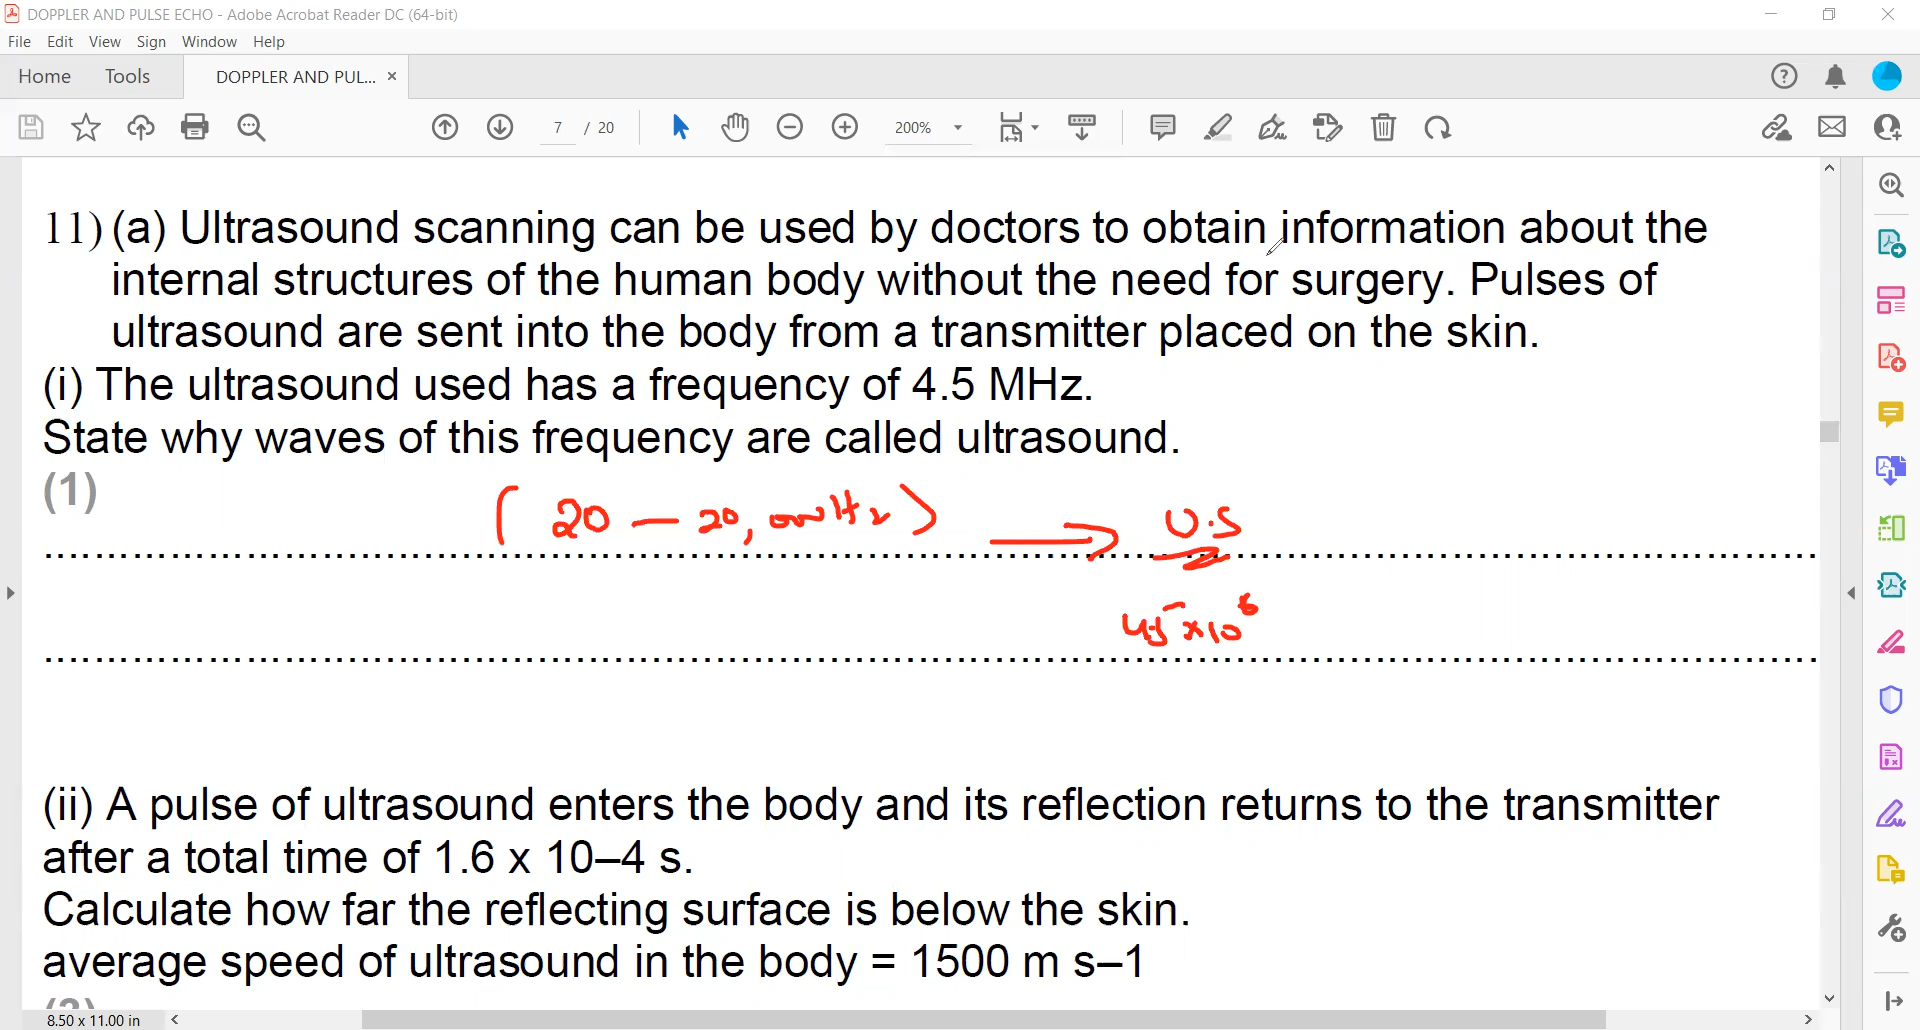 DOPPLER AND PULSE ECHO - Adobe Acrobat Reader DC (64-bit)
File Edit View Sign Window Help
Home Tools DOPPLER AND PUL... ×
7 / 20 200%
11) (a) Ultrasound scanning can be used by doctors to obtain information about the
internal structures of the human body without the need for surgery. Pulses of
ultrasound are sent into the body from a transmitter placed on the skin.
(i) The ultrasound used has a frequency of 4.5 MHz.
State why waves of this frequency are called ultrasound.
(1)
(20 — 20,000Hz) → U.S
4.5 × 10⁶
(ii) A pulse of ultrasound enters the body and its reflection returns to the transmitter
after a total time of 1.6 x 10–4 s.
Calculate how far the reflecting surface is below the skin.
average speed of ultrasound in the body = 1500 m s–1
8.50 x 11.00 in